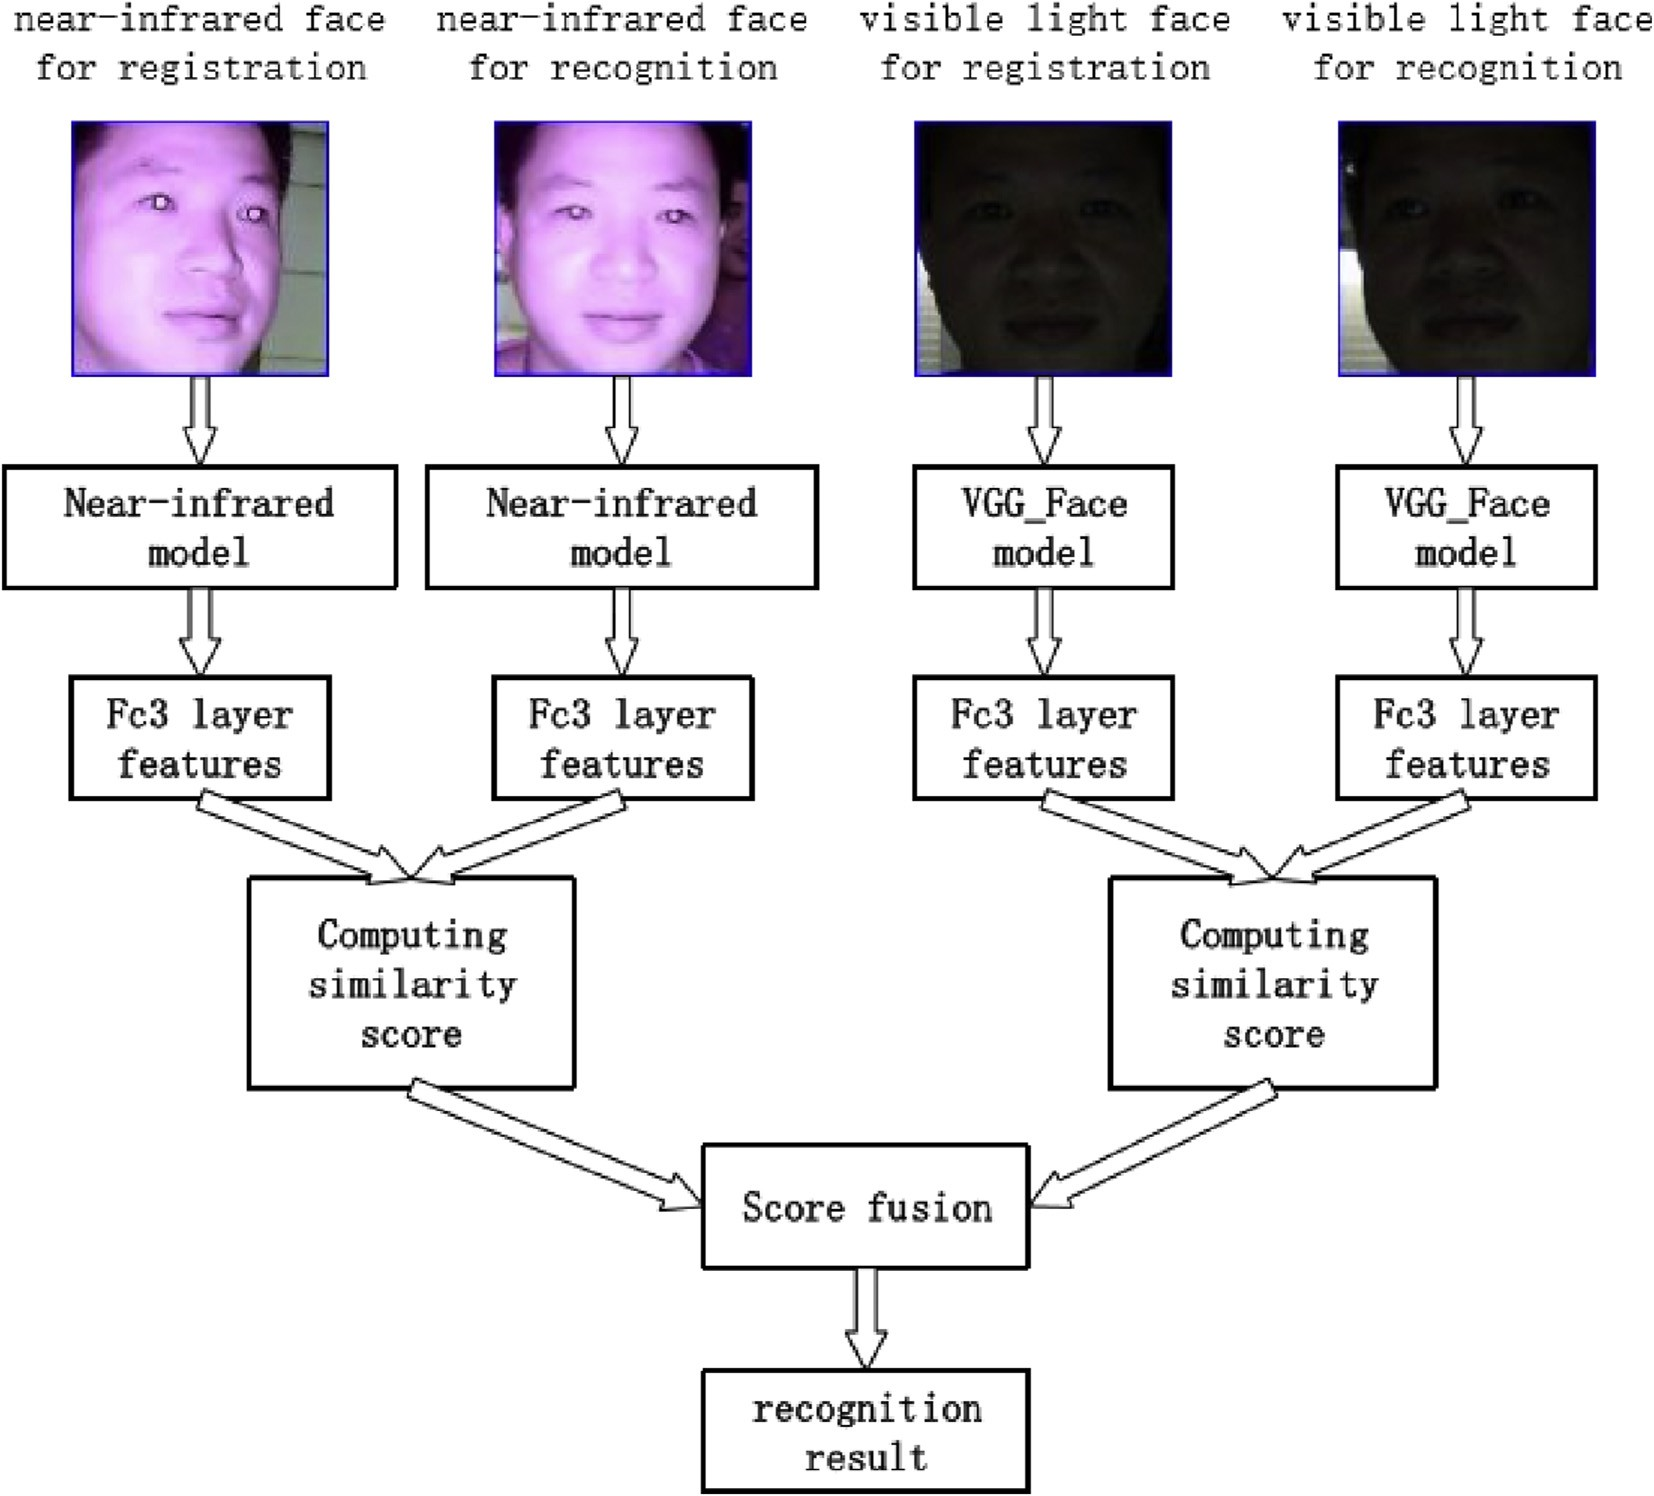 near-infrared face
for registration
near-infrared face
for recognition
visible light face
for registration
visible light face
for recognition
Near-infrared
model
Near-infrared
model
VGG_Face
model
VGG_Face
model
Fc3 layer
features
Fc3 layer
features
Fc3 layer
features
Fc3 layer
features
Computing
similarity
score
Computing
similarity
score
Score fusion
recognition
result